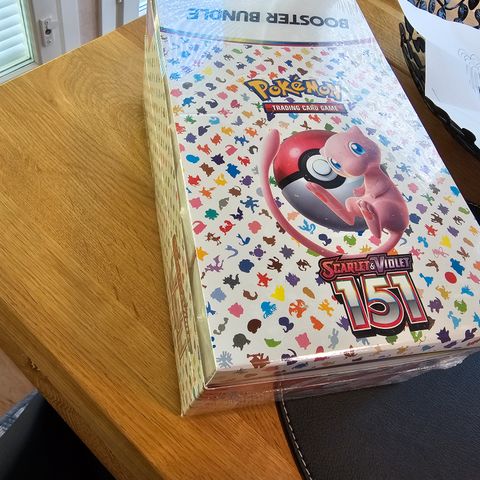 BOOSTER BUNDLE
POKéMON
TRADING CARD GAME
SCARLET & VIOLET
151